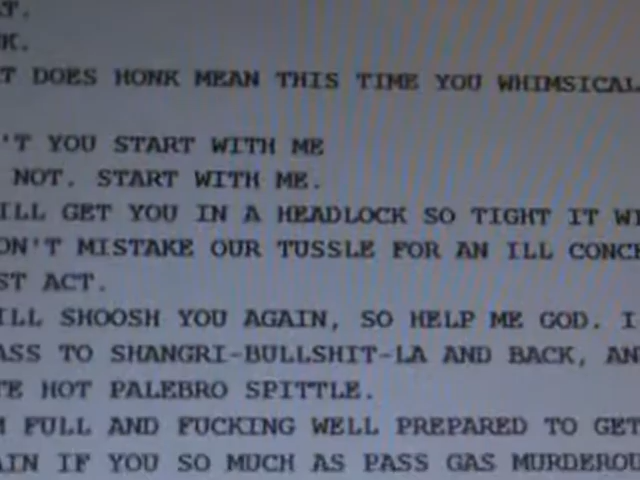 T.
K.
T DOES HONK MEAN THIS TIME YOU WHIMSICAL
'T YOU START WITH ME
NOT. START WITH ME.
ILL GET YOU IN A HEADLOCK SO TIGHT IT WI
ON'T MISTAKE OUR TUSSLE FOR AN ILL CONCE
ST ACT.
ILL SHOOSH YOU AGAIN, SO HELP ME GOD. I
ASS TO SHANGRI-BULLSHIT-LA AND BACK, AN
TE HOT PALEBRO SPITTLE.
M FULL AND FUCKING WELL PREPARED TO GET
AIN IF YOU SO MUCH AS PASS GAS MURDEROU